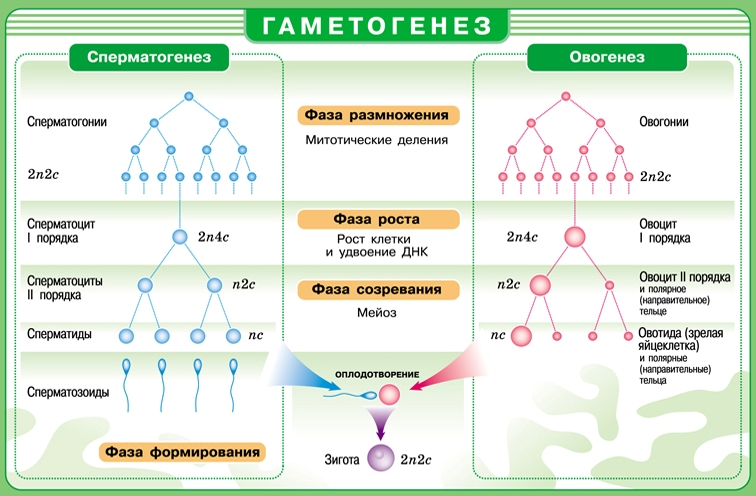 ГАМЕТОГЕНЕЗ
Сперматогенез
Овогенез
Фаза размножения
Митотические деления
Сперматогонии
Овогонии
2n2c
2n2c
Фаза роста
Рост клетки
и удвоение ДНК
Сперматоцит
I порядка
2n4c
2n4c
Овоцит
I порядка
Фаза созревания
Мейоз
Сперматоциты
II порядка
n2c
n2c
Овоцит II порядка
и полярное
(направительное)
тельце
Сперматиды
nc
nc
Овотида (зрелая
яйцеклетка)
и полярные
(направительные)
тельца
Сперматозоиды
ОПЛОДОТВОРЕНИЕ
Фаза формирования
Зигота
2n2c